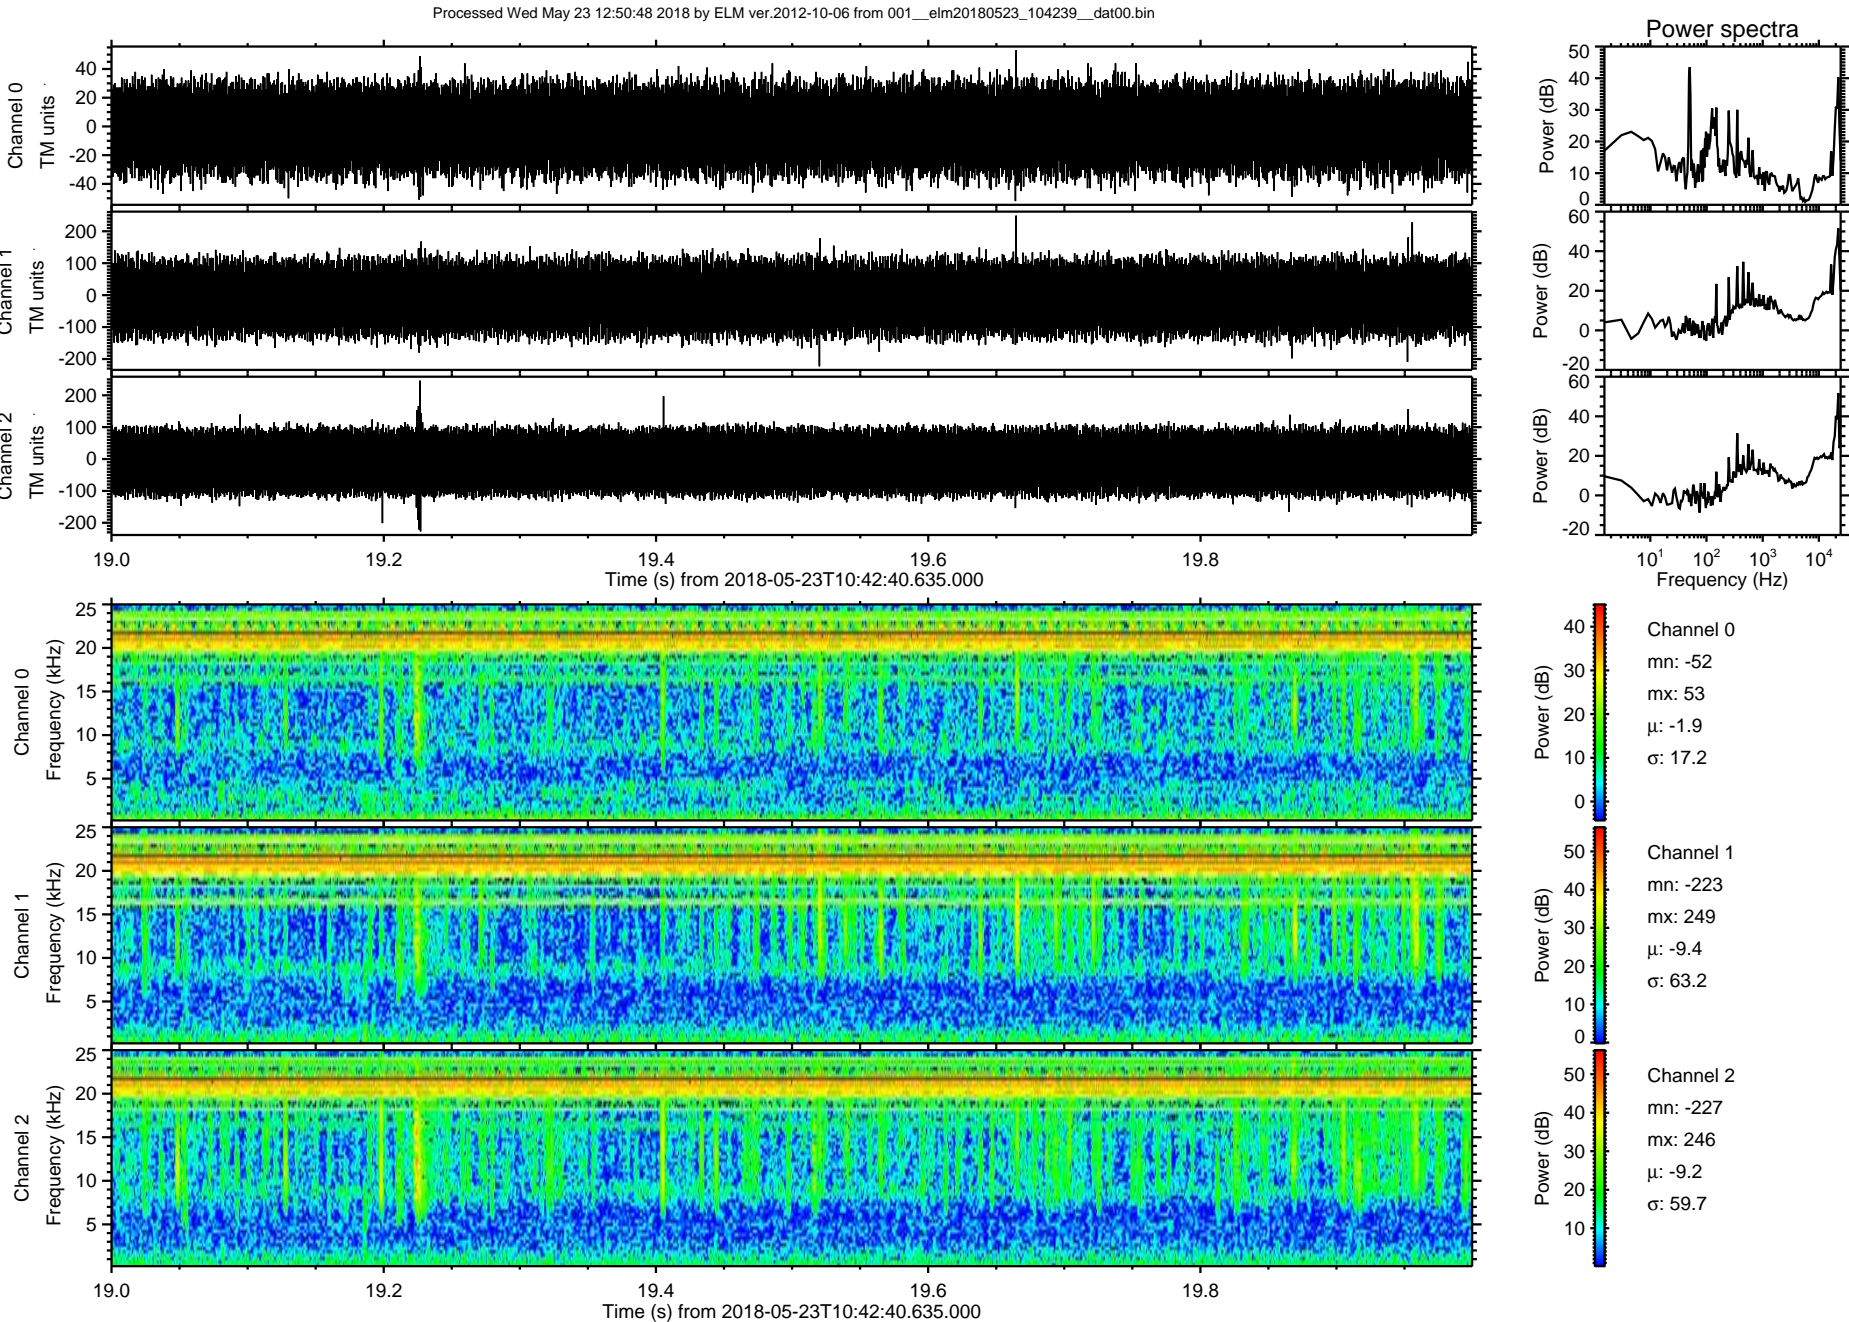 Processed Wed May 23 12:50:48 2018 by ELM ver.2012-10-06 from 001__elm20180523_104239__dat00.bin
Power spectra
Channel 0
TM units
40
20
0
-20
-40
Power (dB)
50
40
30
20
10
0
Channel 1
TM units
200
100
0
-100
-200
Power (dB)
60
40
20
0
-20
Channel 2
TM units
200
100
0
-100
-200
Power (dB)
60
40
20
0
-20
19.0 19.2 19.4 19.6 19.8
Time (s) from 2018-05-23T10:42:40.635.000
10^1 10^2 10^3 10^4
Frequency (Hz)
Channel 0
Frequency (kHz)
25
20
15
10
5
Power (dB)
40
30
20
10
0
Channel 0
mn: -52
mx: 53
μ: -1.9
σ: 17.2
Channel 1
Frequency (kHz)
25
20
15
10
5
Power (dB)
50
40
30
20
10
0
Channel 1
mn: -223
mx: 249
μ: -9.4
σ: 63.2
Channel 2
Frequency (kHz)
25
20
15
10
5
Power (dB)
50
40
30
20
10
Channel 2
mn: -227
mx: 246
μ: -9.2
σ: 59.7
19.0 19.2 19.4 19.6 19.8
Time (s) from 2018-05-23T10:42:40.635.000